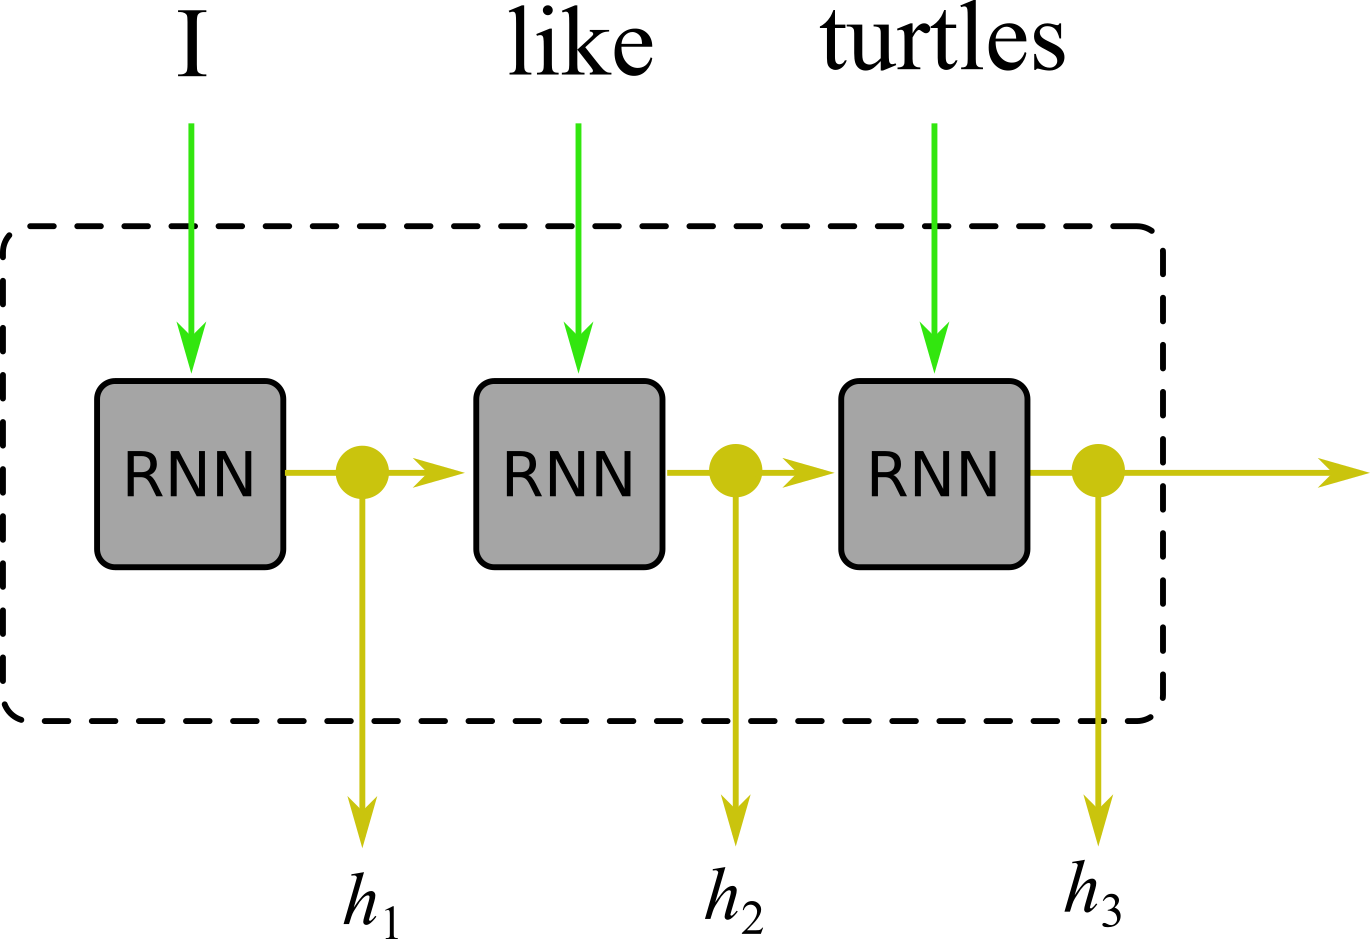 I like turtles
RNN RNN RNN
h₁ h₂ h₃